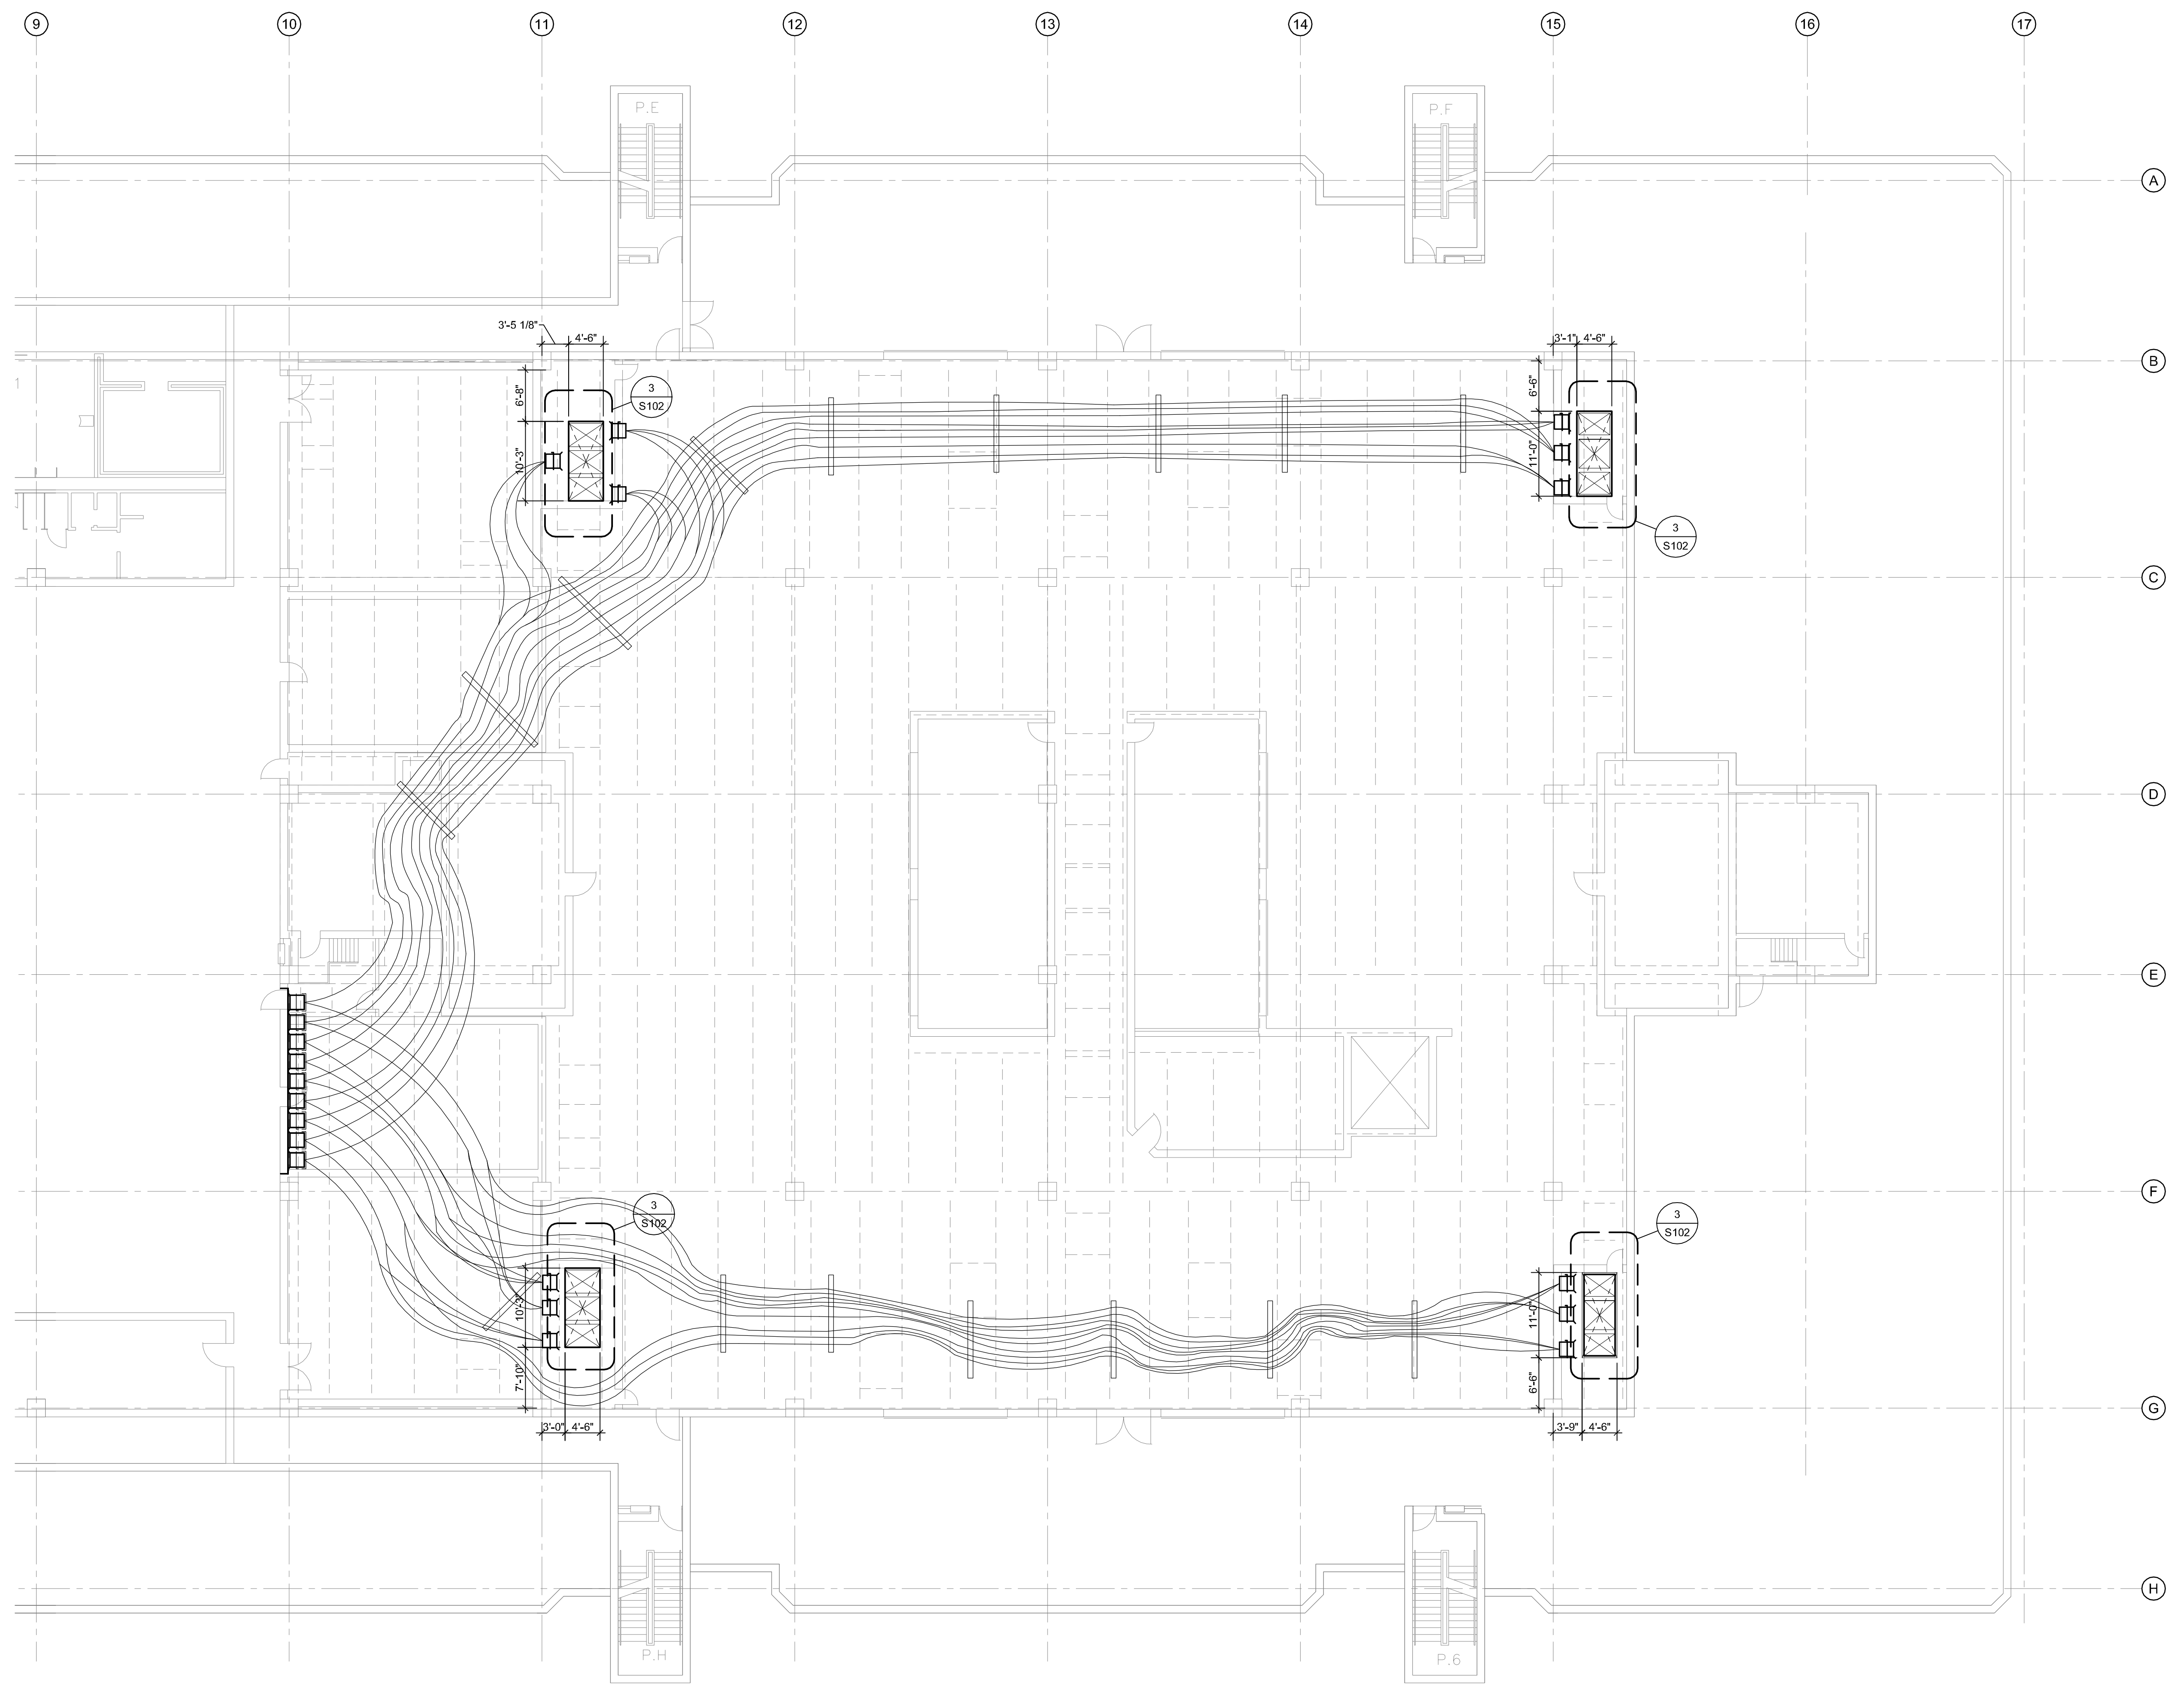 9 10 11 12 13 14 15 16 17
P.E P.F
A
3'-5 1/8" 4'-6" 3'-1" 4'-6"
B
6'-8" 6'-6"
3
S102
1
10'-3" 11'-0"
3
S102
C
D
E
F
3
S102
3
S102
10'-3" 11'-0"
7'-10" 6'-6"
G
3'-0" 4'-6" 3'-9" 4'-6"
H
P.H P.6